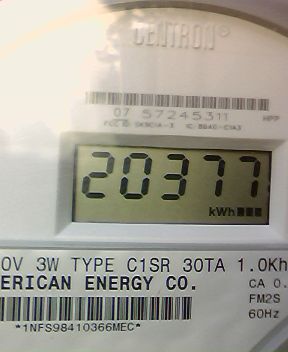 CENTRON®
07 57245311 HPP
20377
kWh
0V 3W TYPE C1SR 30TA 1.0Kh
ERICAN ENERGY CO. CA 0.
FM2S
*1NFS98410366MEC* 60Hz